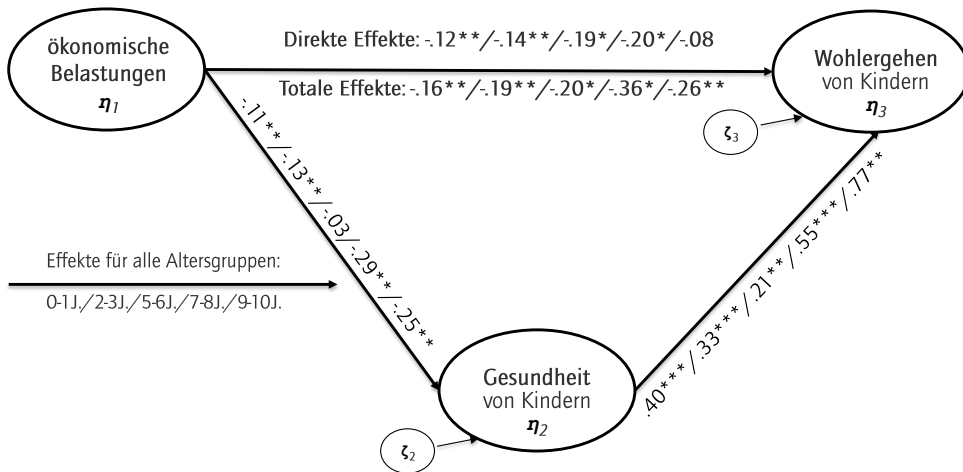 ökonomische
Belastungen
η1
Direkte Effekte: -.12**/-.14**/-.19*/-.20*/-.08
Totale Effekte: -.16**/-.19**/-.20*/-.36*/-.26**
Wohlergehen
von Kindern
η3
ζ3
-.11**/-.13**/-.03/-.29**/-.25**
.40***/.33***/.21**/.55***/.77**
Effekte für alle Altersgruppen:
0-1J./2-3J./5-6J./7-8J./9-10J.
Gesundheit
von Kindern
η2
ζ2